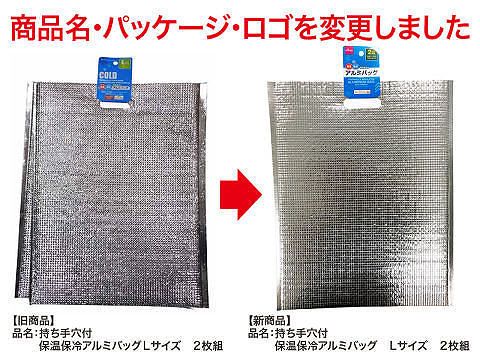 商品名・パッケージ・ロゴを変更しました
COLD
2枚
アルミバッグ
【旧商品】
品名：持ち手穴付
保温保冷アルミバッグＬサイズ　２枚組
【新商品】
品名：持ち手穴付
保温保冷アルミバッグ　Ｌサイズ　２枚組